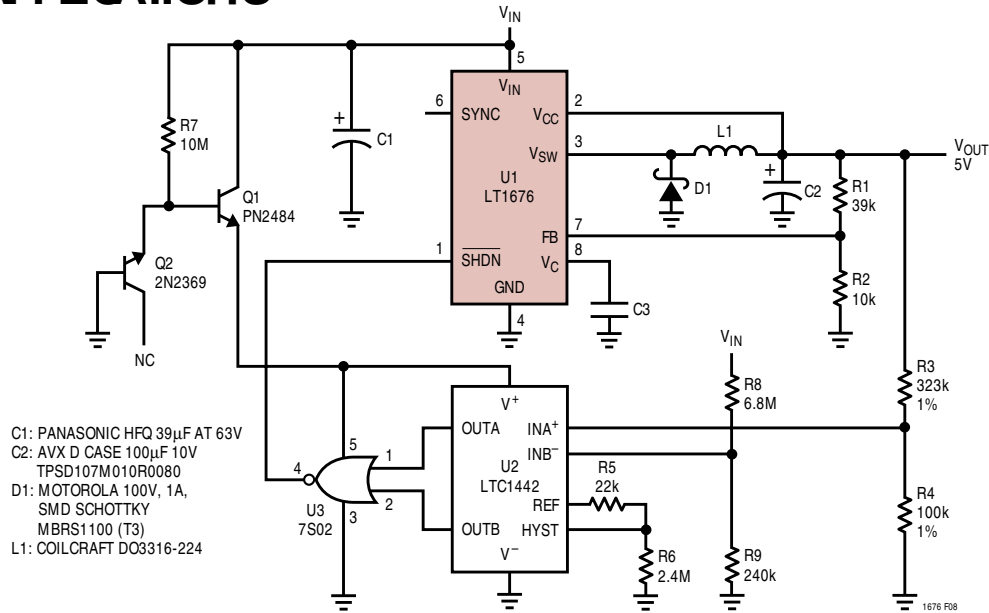 V_IN
5
V_IN
6
SYNC
V_CC
2
V_SW
3
L1
V_OUT
5V
R7
10M
+
C1
U1
LT1676
D1
+
C2
R1
39k
Q1
PN2484
FB
7
1
SHDN
V_C
8
R2
10k
Q2
2N2369
GND
4
C3
NC
V_IN
R8
6.8M
R3
323k
1%
V+
C1: PANASONIC HFQ 39µF AT 63V
C2: AVX D CASE 100µF 10V
TPSD107M010R0080
D1: MOTOROLA 100V, 1A,
SMD SCHOTTKY
MBRS1100 (T3)
L1: COILCRAFT DO3316-224
5
1
4
2
3
U3
7S02
OUTA
INA+
INB–
U2
LTC1442
R5
22k
REF
OUTB
HYST
V–
R6
2.4M
R9
240k
R4
100k
1%
1676 F08